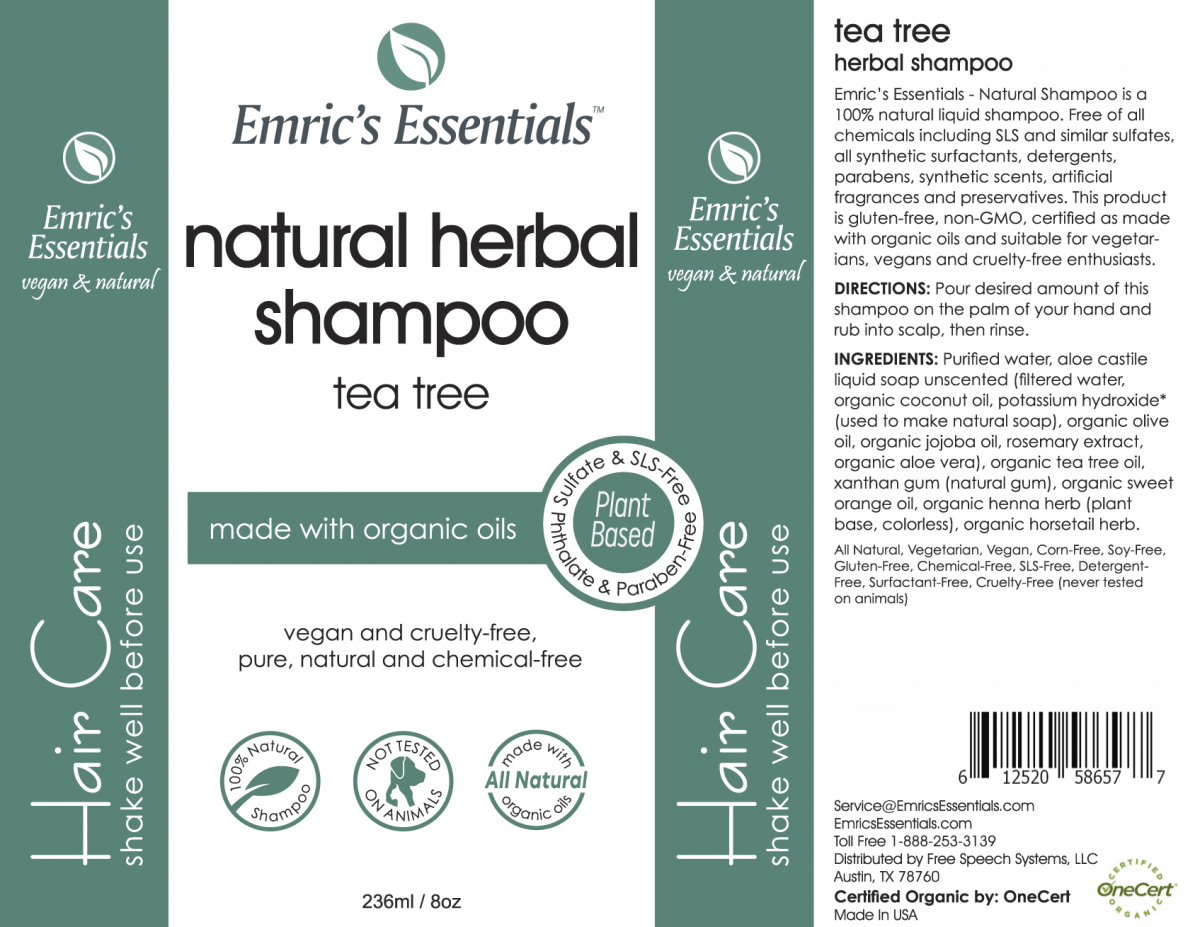 Emric's
Essentials
vegan & natural
Hair Care
shake well before use
Emric's Essentials™
natural herbal
shampoo
tea tree
made with organic oils
Sulfate & SLS-Free
Phthalate & Paraben-Free
Plant
Based
vegan and cruelty-free,
pure, natural and chemical-free
100% Natural
Shampoo
NOT TESTED
ON ANIMALS
made with
All Natural
organic oils
236ml / 8oz
Emric's
Essentials
vegan & natural
Hair Care
shake well before use
tea tree
herbal shampoo
Emric's Essentials - Natural Shampoo is a
100% natural liquid shampoo. Free of all
chemicals including SLS and similar sulfates,
all synthetic surfactants, detergents,
parabens, synthetic scents, artificial
fragrances and preservatives. This product
is gluten-free, non-GMO, certified as made
with organic oils and suitable for vegetar-
ians, vegans and cruelty-free enthusiasts.
DIRECTIONS: Pour desired amount of this
shampoo on the palm of your hand and
rub into scalp, then rinse.
INGREDIENTS: Purified water, aloe castile
liquid soap unscented (filtered water,
organic coconut oil, potassium hydroxide*
(used to make natural soap), organic olive
oil, organic jojoba oil, rosemary extract,
organic aloe vera), organic tea tree oil,
xanthan gum (natural gum), organic sweet
orange oil, organic henna herb (plant
base, colorless), organic horsetail herb.
All Natural, Vegetarian, Vegan, Corn-Free, Soy-Free,
Gluten-Free, Chemical-Free, SLS-Free, Detergent-
Free, Surfactant-Free, Cruelty-Free (never tested
on animals)
6 12520 58657 7
Service@EmricsEssentials.com
EmricsEssentials.com
Toll Free 1-888-253-3139
Distributed by Free Speech Systems, LLC
Austin, TX 78760
Certified Organic by: OneCert
Made In USA
CERTIFIED
OneCert
ORGANIC